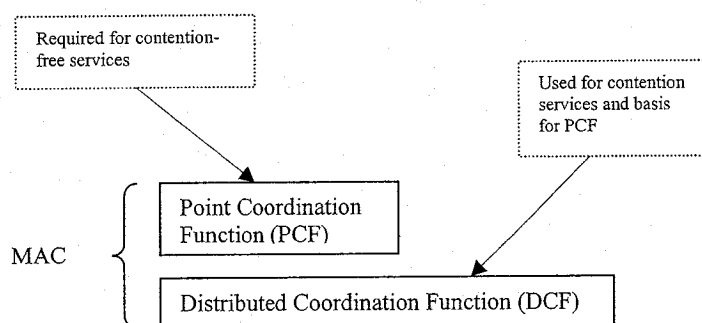 Required for contention-
free services
Used for contention
services and basis
for PCF
Point Coordination
Function (PCF)
MAC
Distributed Coordination Function (DCF)